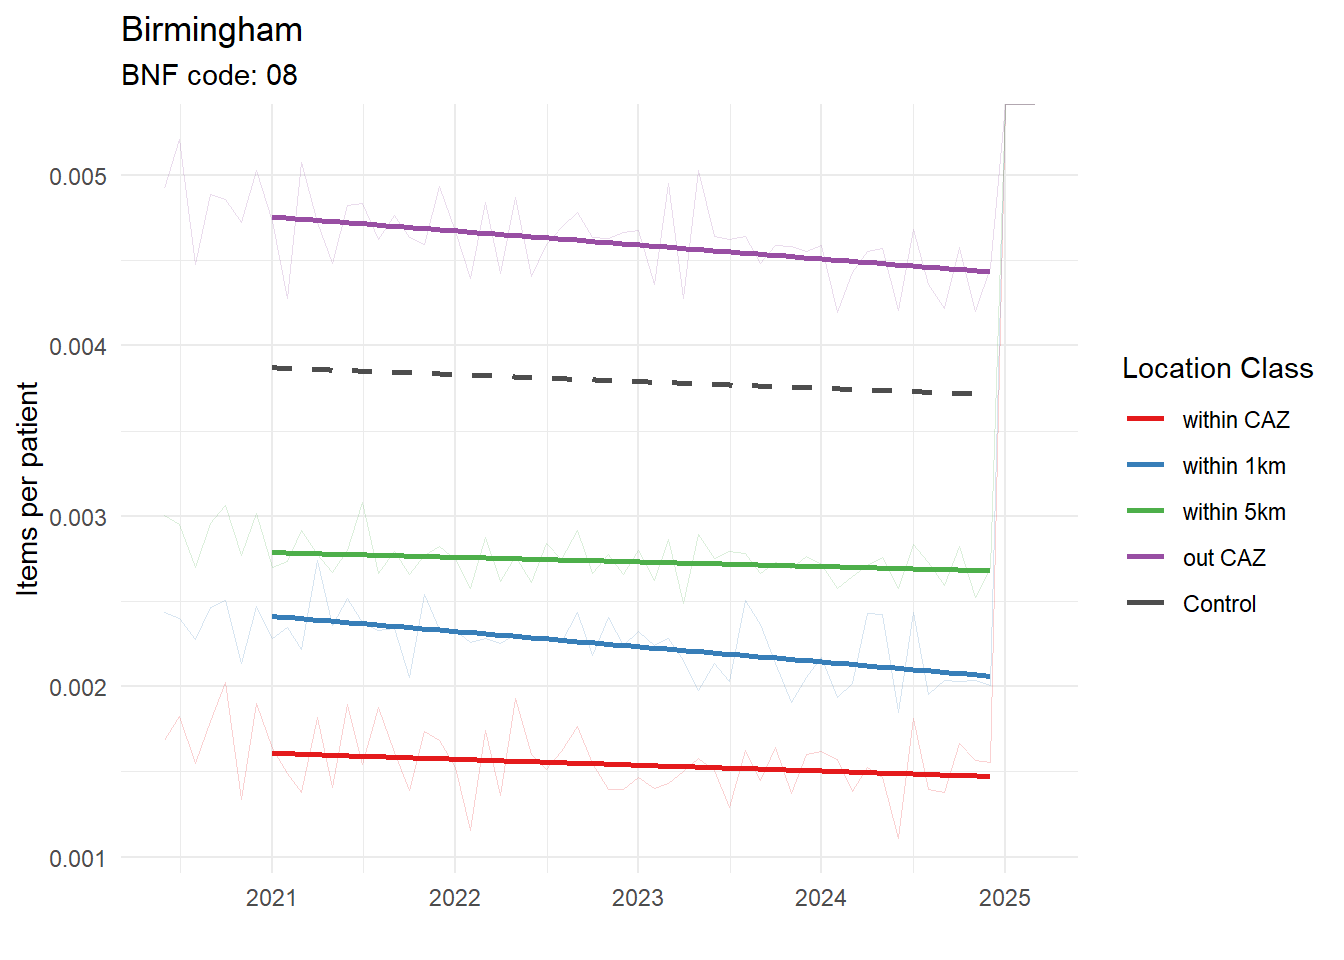 Birmingham
BNF code: 08
Items per patient
0.005
0.004
0.003
0.002
0.001
2021
2022
2023
2024
2025
Location Class
within CAZ
within 1km
within 5km
out CAZ
Control